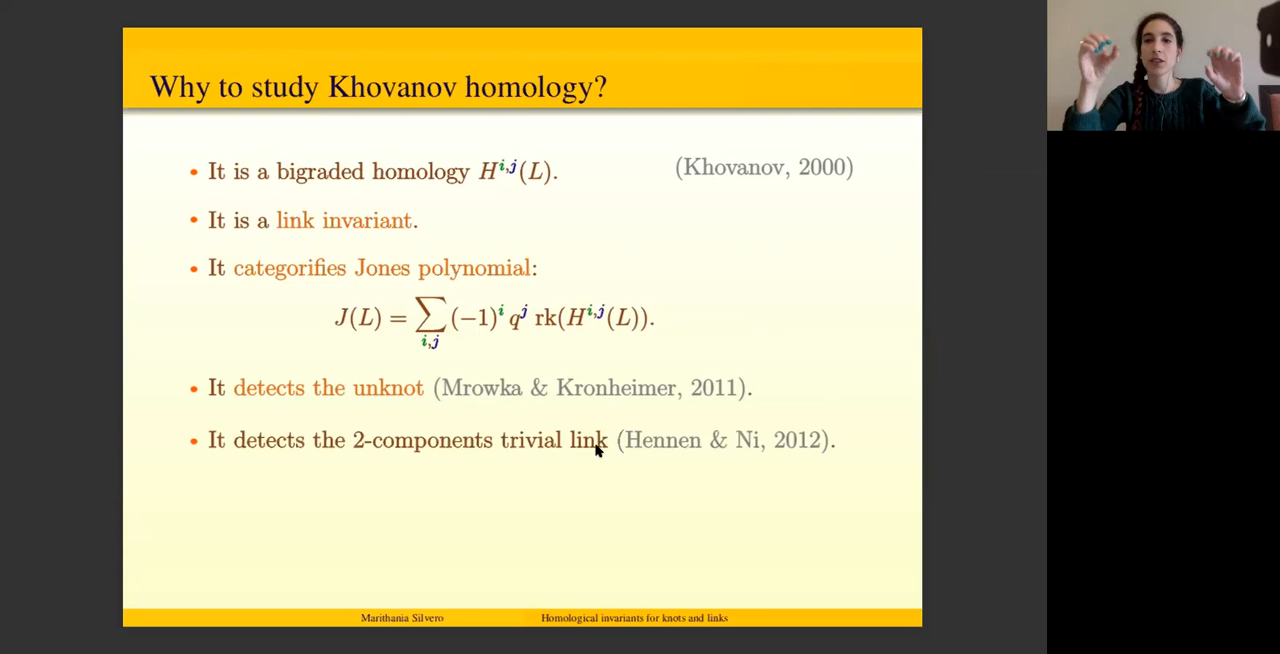 Why to study Khovanov homology?
• It is a bigraded homology H^{i,j}(L). (Khovanov, 2000)
• It is a link invariant.
• It categorifies Jones polynomial:
J(L) = \sum_{i,j} (−1)^i q^j rk(H^{i,j}(L)).
• It detects the unknot (Mrowka & Kronheimer, 2011).
• It detects the 2-components trivial link (Hennen & Ni, 2012).
Marithania Silvero Homological invariants for knots and links